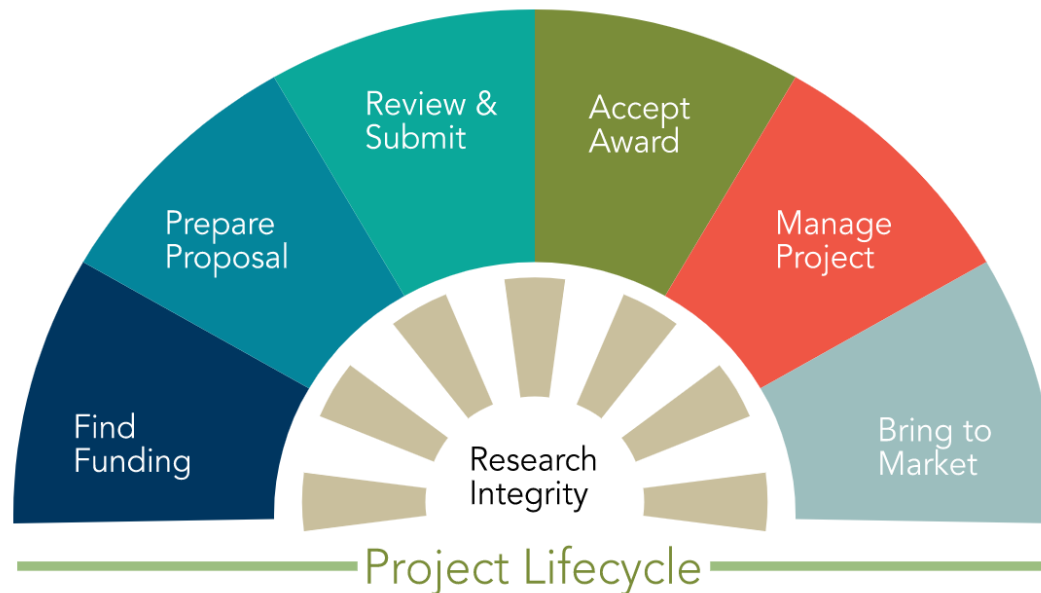 Find
Funding
Prepare
Proposal
Review &
Submit
Accept
Award
Manage
Project
Bring to
Market
Research
Integrity
Project Lifecycle